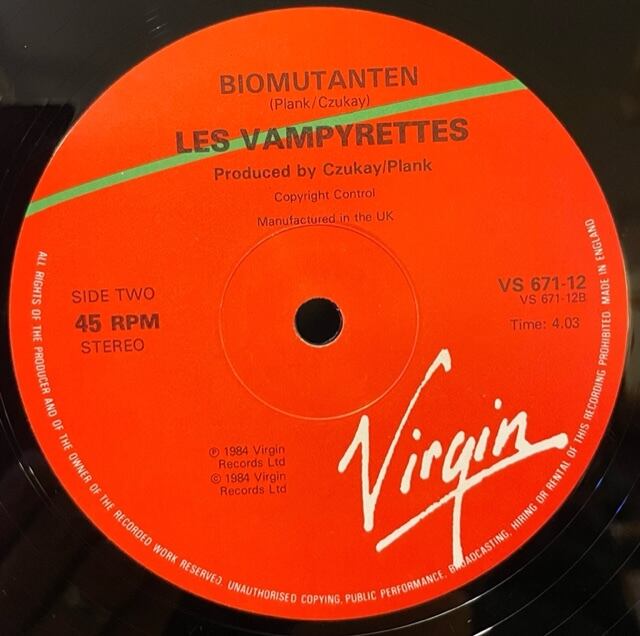 BIOMUTANTEN
(Plank/Czukay)
LES VAMPYRETTES
Produced by Czukay/Plank
Copyright Control
Manufactured in the UK
SIDE TWO
45 RPM
STEREO
VS 671-12
VS 671-12B
Time: 4.03
℗ 1984 Virgin
Records Ltd
© 1984 Virgin
Records Ltd
Virgin
ALL RIGHTS OF THE PRODUCER AND OF THE OWNER OF THE RECORDED WORK RESERVED. UNAUTHORISED COPYING, PUBLIC PERFORMANCE, BROADCASTING, HIRING OR RENTAL OF THIS RECORDING PROHIBITED. MADE IN ENGLAND